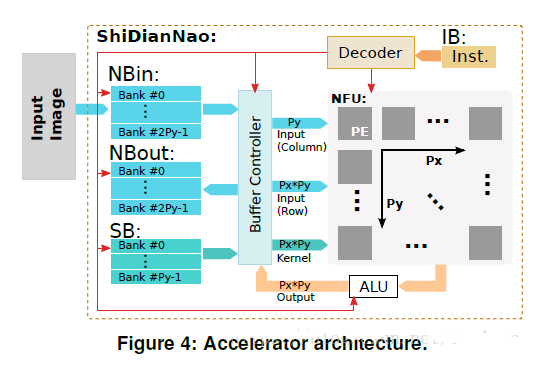 ShiDianNao:
Decoder
IB:
Inst.
Input
Image
NBin:
Bank #0
Bank #2Py-1
NBout:
Bank #0
Bank #2Py-1
SB:
Bank #0
Bank #Py-1
Buffer Controller
Py
Input
(Column)
Px*Py
Input
(Row)
Px*Py
Kernel
Px*Py
Output
NFU:
PE
Px
Py
ALU
Figure 4: Accelerator architecture.